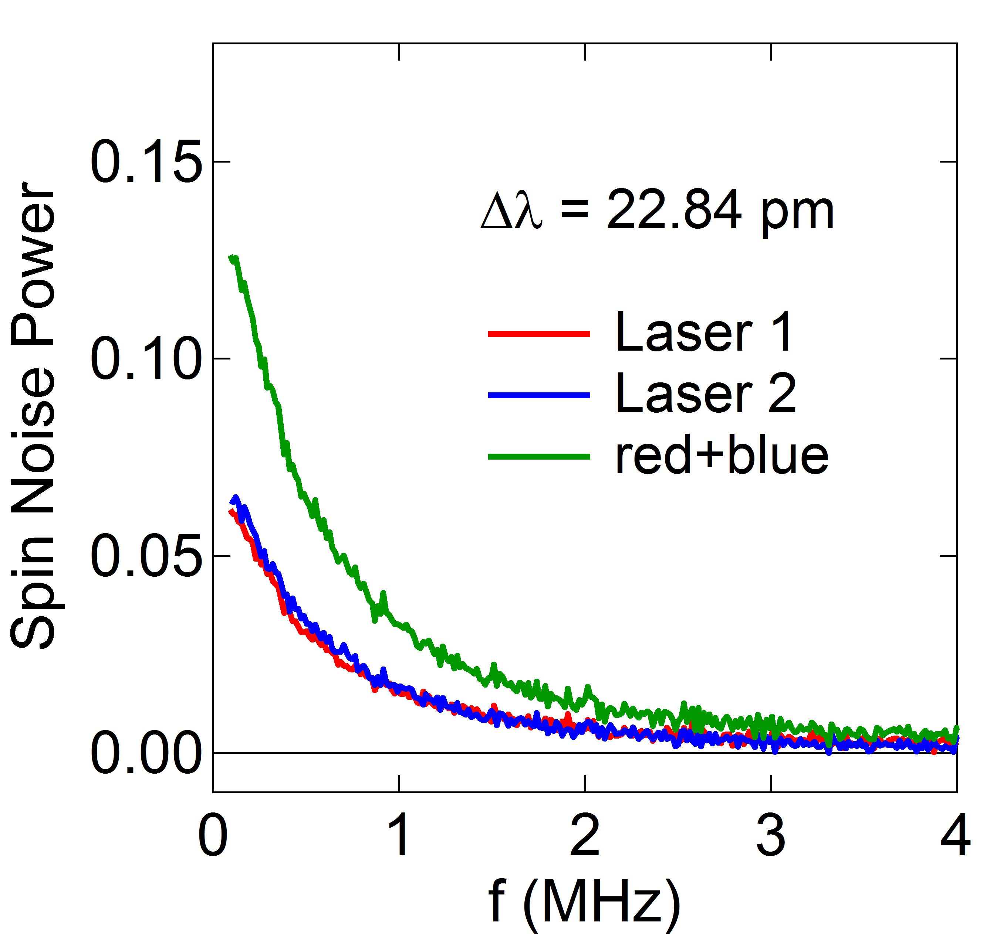 Spin Noise Power
0.15
0.10
0.05
0.00
Δλ = 22.84 pm
Laser 1
Laser 2
red+blue
0 1 2 3 4
f (MHz)